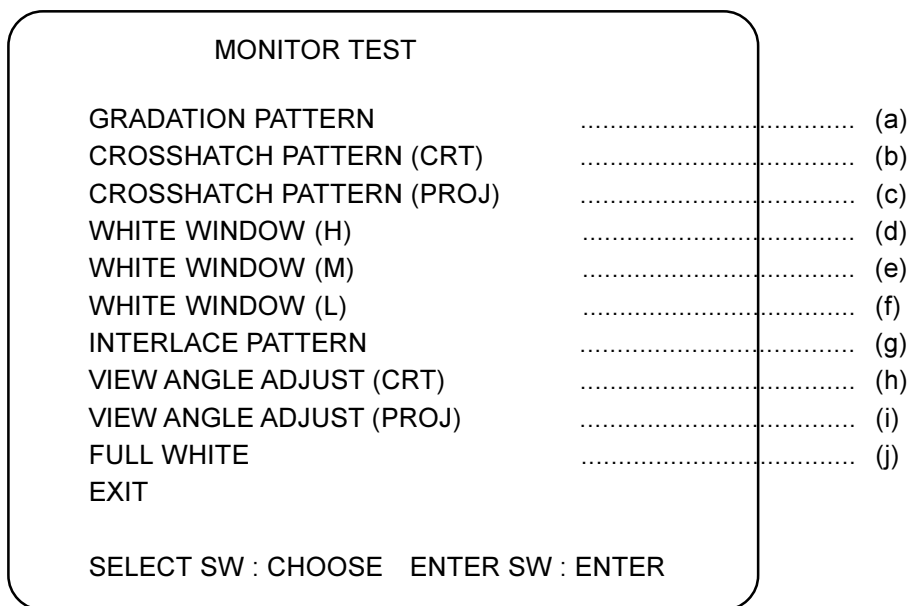 MONITOR TEST
GRADATION PATTERN ..................................... (a)
CROSSHATCH PATTERN (CRT) ..................................... (b)
CROSSHATCH PATTERN (PROJ) ..................................... (c)
WHITE WINDOW (H) ..................................... (d)
WHITE WINDOW (M) ..................................... (e)
WHITE WINDOW (L) ..................................... (f)
INTERLACE PATTERN ..................................... (g)
VIEW ANGLE ADJUST (CRT) ..................................... (h)
VIEW ANGLE ADJUST (PROJ) ..................................... (i)
FULL WHITE ..................................... (j)
EXIT
SELECT SW : CHOOSE ENTER SW : ENTER